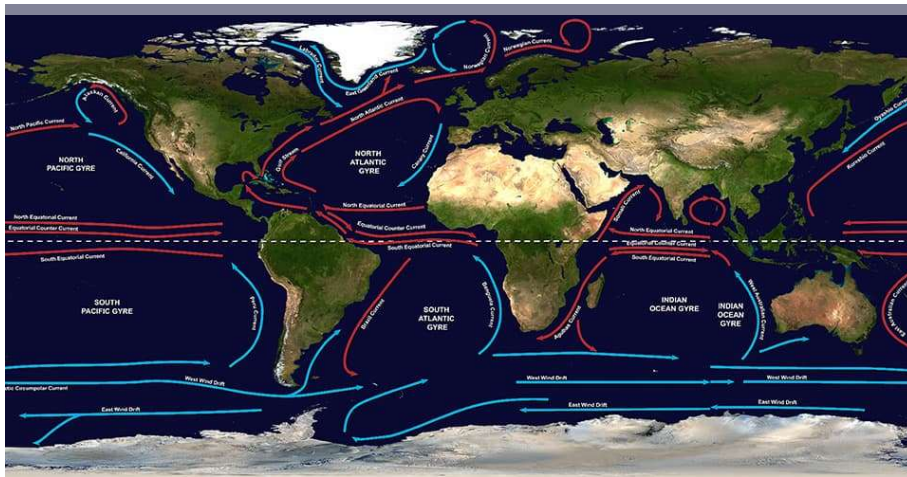 Labrador Current
East Greenland Current
Norwegian Current
Norwegian Current
Alaskan Current
North Pacific Current
California Current
NORTH
PACIFIC GYRE
Gulf Stream
North Atlantic Current
NORTH
ATLANTIC
GYRE
Canary Current
Oyashio Current
Kuroshio Current
North Equatorial Current
Equatorial Counter Current
South Equatorial Current
North Equatorial Current
Equatorial Counter Current
South Equatorial Current
Somali Current
North Equatorial Current
Equatorial Counter Current
South Equatorial Current
SOUTH
PACIFIC GYRE
Peru Current
Brazil Current
SOUTH
ATLANTIC
GYRE
Benguela Current
Agulhas Current
INDIAN
OCEAN GYRE
INDIAN
OCEAN
GYRE
West Australian Current
East Australian Current
tic Circumpolar Current
West Wind Drift
West Wind Drift
West Wind Drift
East Wind Drift
East Wind Drift
East Wind Drift